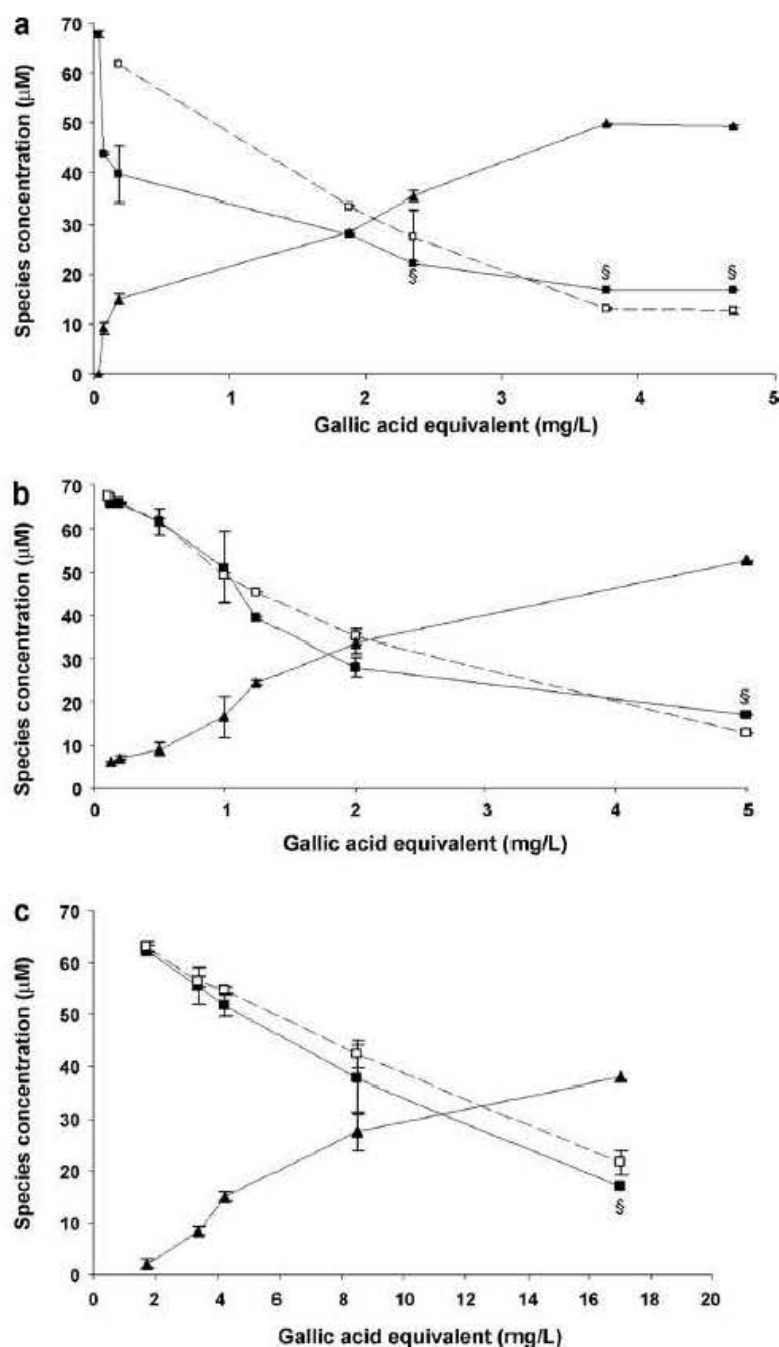 a
Species concentration (µM)
70
60
50
40
30
20
10
0
§ § §
0 1 2 3 4 5
Gallic acid equivalent (mg/L)
b
Species concentration (µM)
70
60
50
40
30
20
10
0
§
0 1 2 3 4 5
Gallic acid equivalent (mg/L)
c
Species concentration (µM)
70
60
50
40
30
20
10
0
§
0 2 4 6 8 10 12 14 16 18 20
Gallic acid equivalent (mg/L)